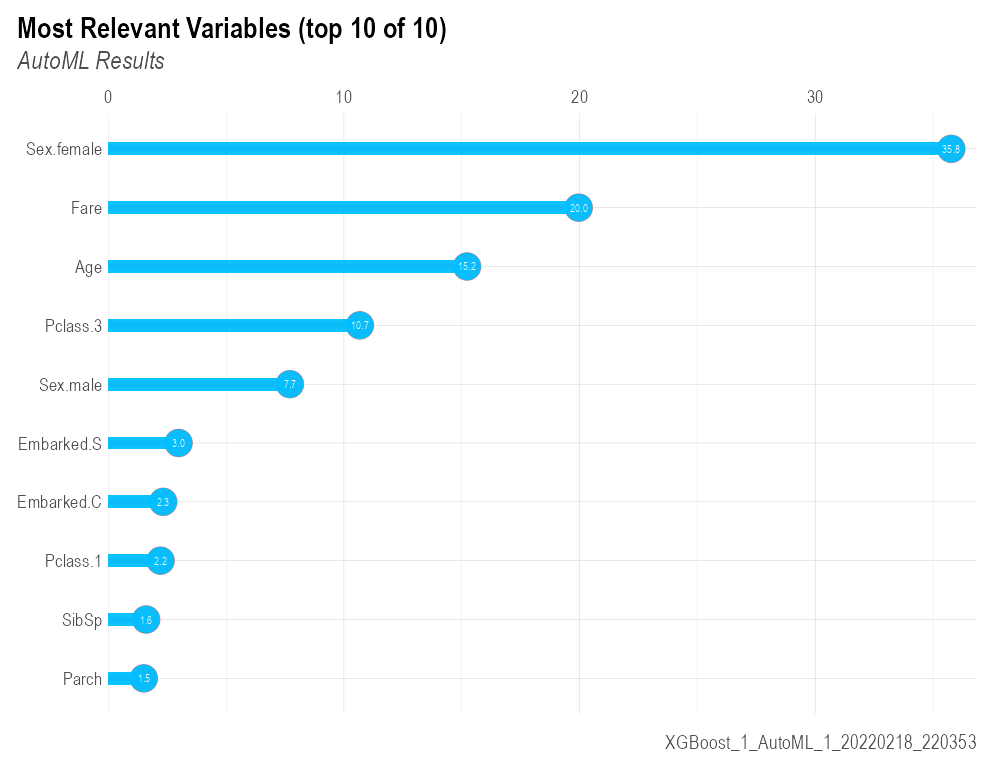 Most Relevant Variables (top 10 of 10)
AutoML Results
0 10 20 30
Sex.female 35.8
Fare 20.0
Age 15.2
Pclass.3 10.7
Sex.male 7.7
Embarked.S 3.0
Embarked.C 2.3
Pclass.1 2.2
SibSp 1.6
Parch 1.5
XGBoost_1_AutoML_1_20220218_220353